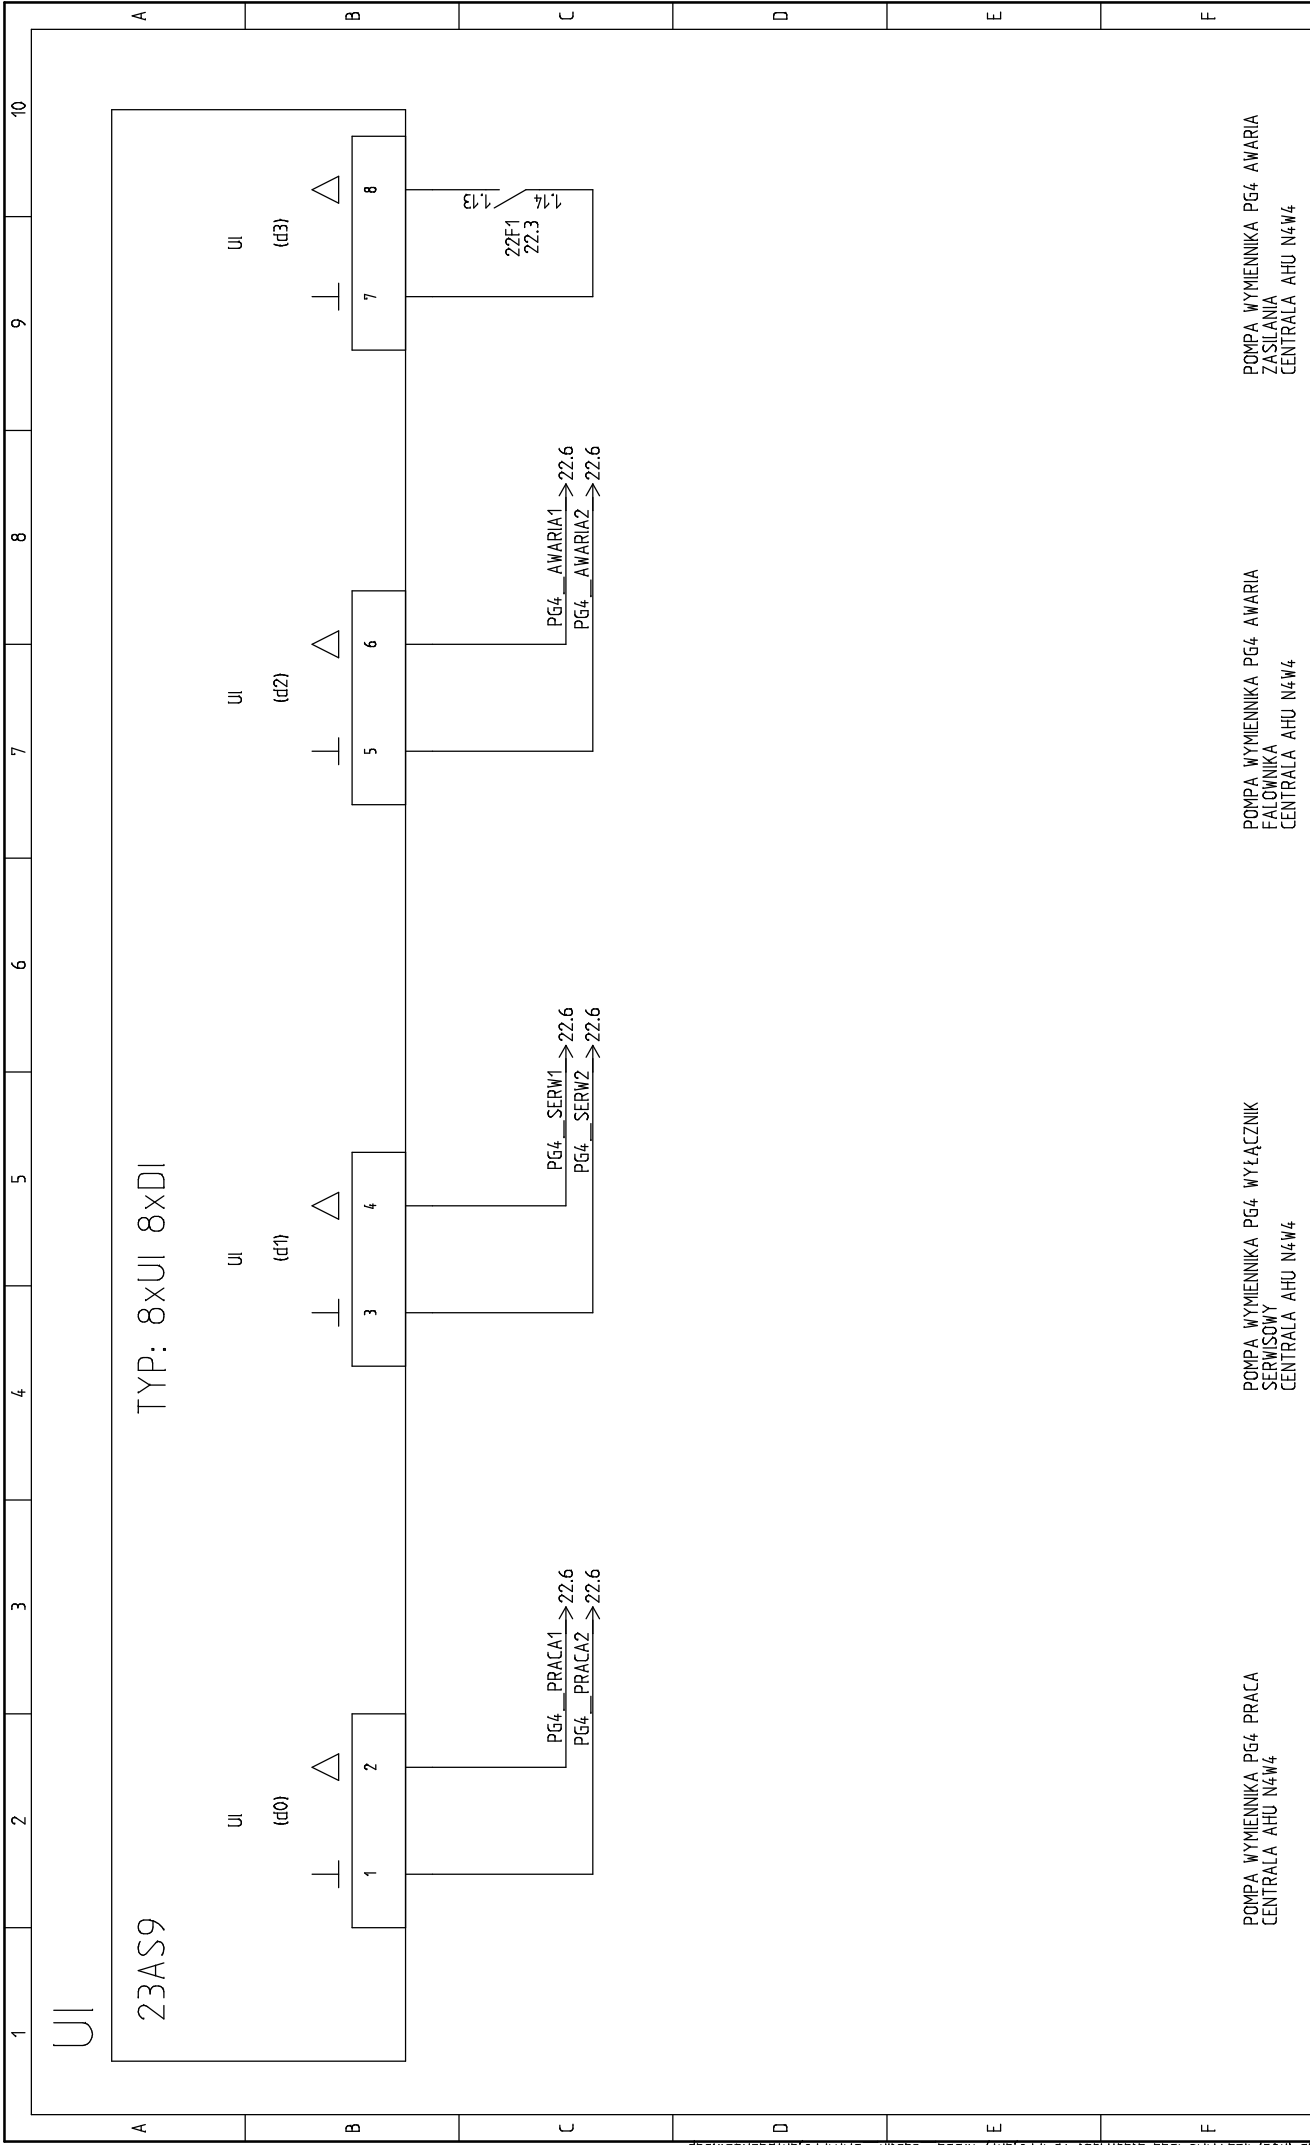 1 2 3 4 5 6 7 8 9 10
A A
UI
23AS9
TYP: 8xUI 8xDI
UI UI UI UI
(d0) (d1) (d2) (d3)
B B
1 2 3 4 5 6 7 8
1.13
22F1
22.3
1.14
C C
PG4_PRACA1 22.6
PG4_PRACA2 22.6
PG4_SERW1 22.6
PG4_SERW2 22.6
PG4_AWARIA1 22.6
PG4_AWARIA2 22.6
D D
E E
F F
POMPA WYMIENNIKA PG4 PRACA
CENTRALA AHU N4W4
POMPA WYMIENNIKA PG4 WYŁĄCZNIK
SERWISOWY
CENTRALA AHU N4W4
POMPA WYMIENNIKA PG4 AWARIA
FALOWNIKA
CENTRALA AHU N4W4
POMPA WYMIENNIKA PG4 AWARIA
ZASILANIA
CENTRALA AHU N4W4